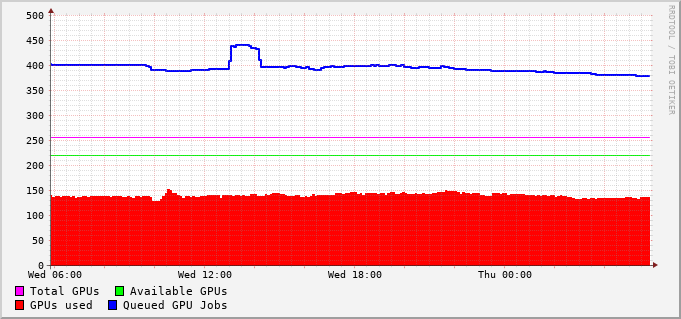 500
450
400
350
300
250
200
150
100
50
0
Wed 06:00 Wed 12:00 Wed 18:00 Thu 00:00
Total GPUs Available GPUs
GPUs used Queued GPU Jobs
RRDTOOL / TOBI OETIKER